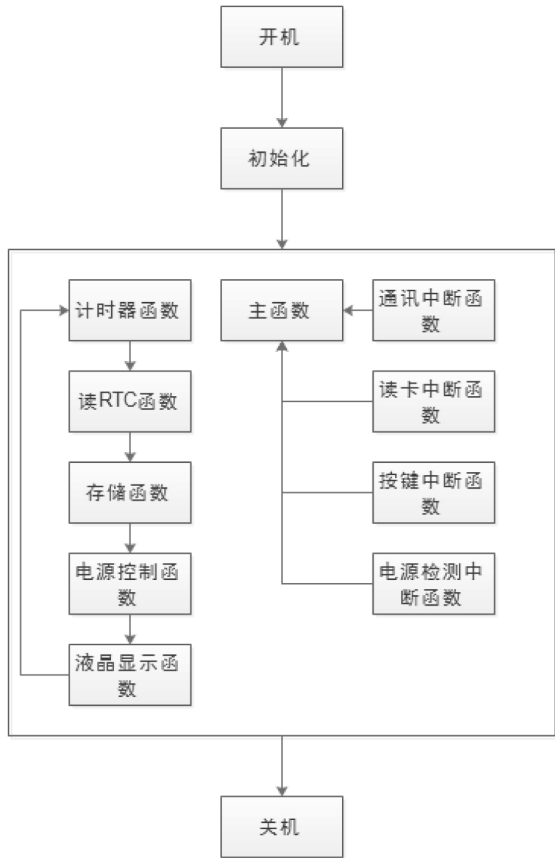 开机
初始化
计时器函数
主函数
通讯中断函
数
读RTC函数
读卡中断函
数
存储函数
按键中断函
数
电源控制函
数
电源检测中
断函数
液晶显示函
数
关机